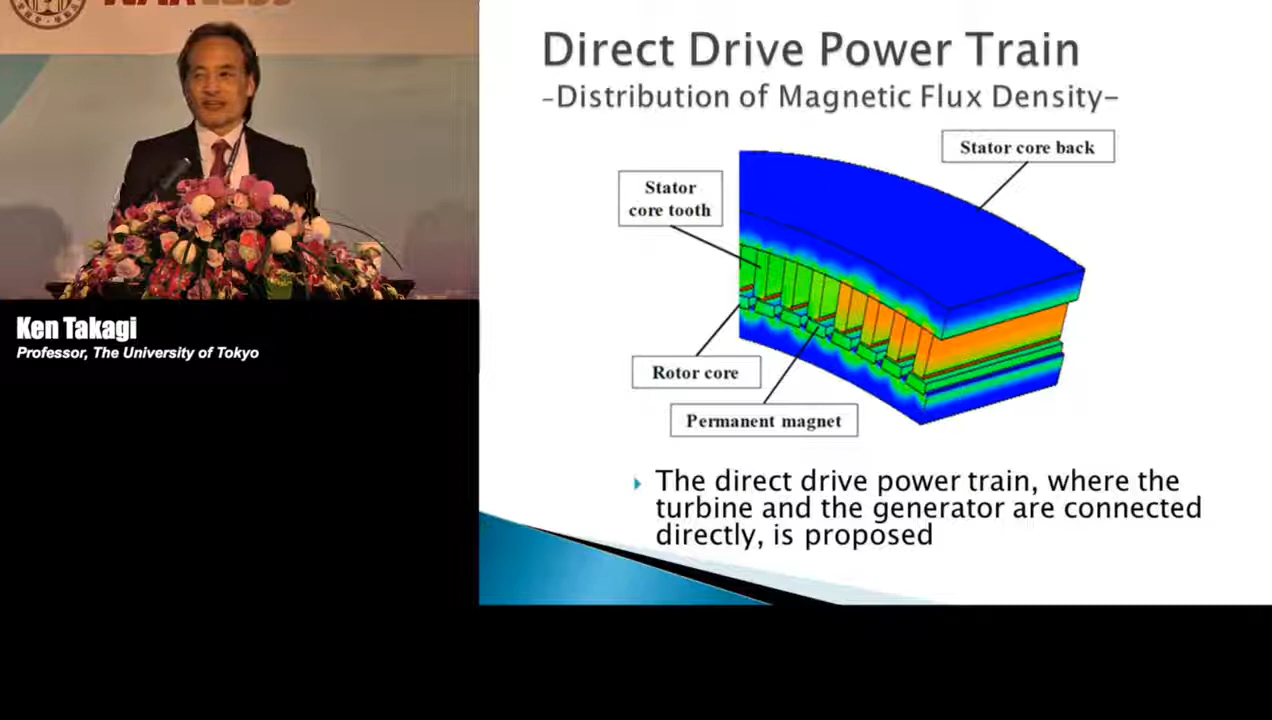 Ken Takagi
Professor, The University of Tokyo
Direct Drive Power Train
-Distribution of Magnetic Flux Density-
Stator core back
Stator
core tooth
Rotor core
Permanent magnet
The direct drive power train, where the
turbine and the generator are connected
directly, is proposed